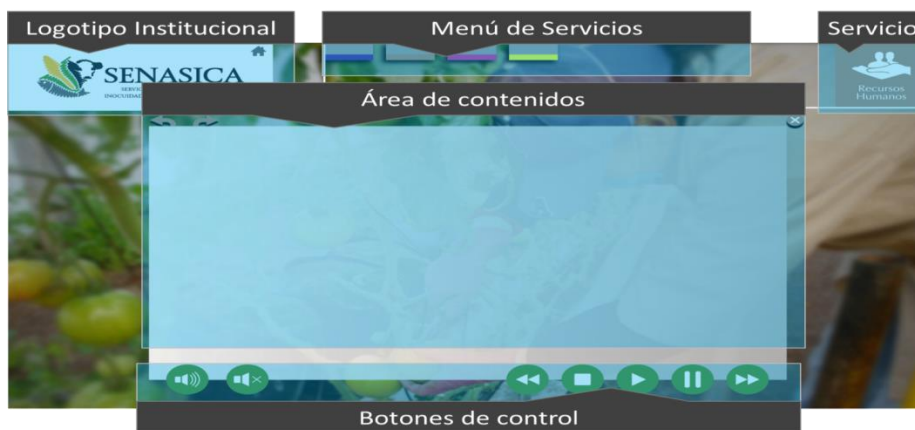 Logotipo Institucional
Menú de Servicios
Servicio
SENASICA
Recursos
Humanos
Área de contenidos
Botones de control